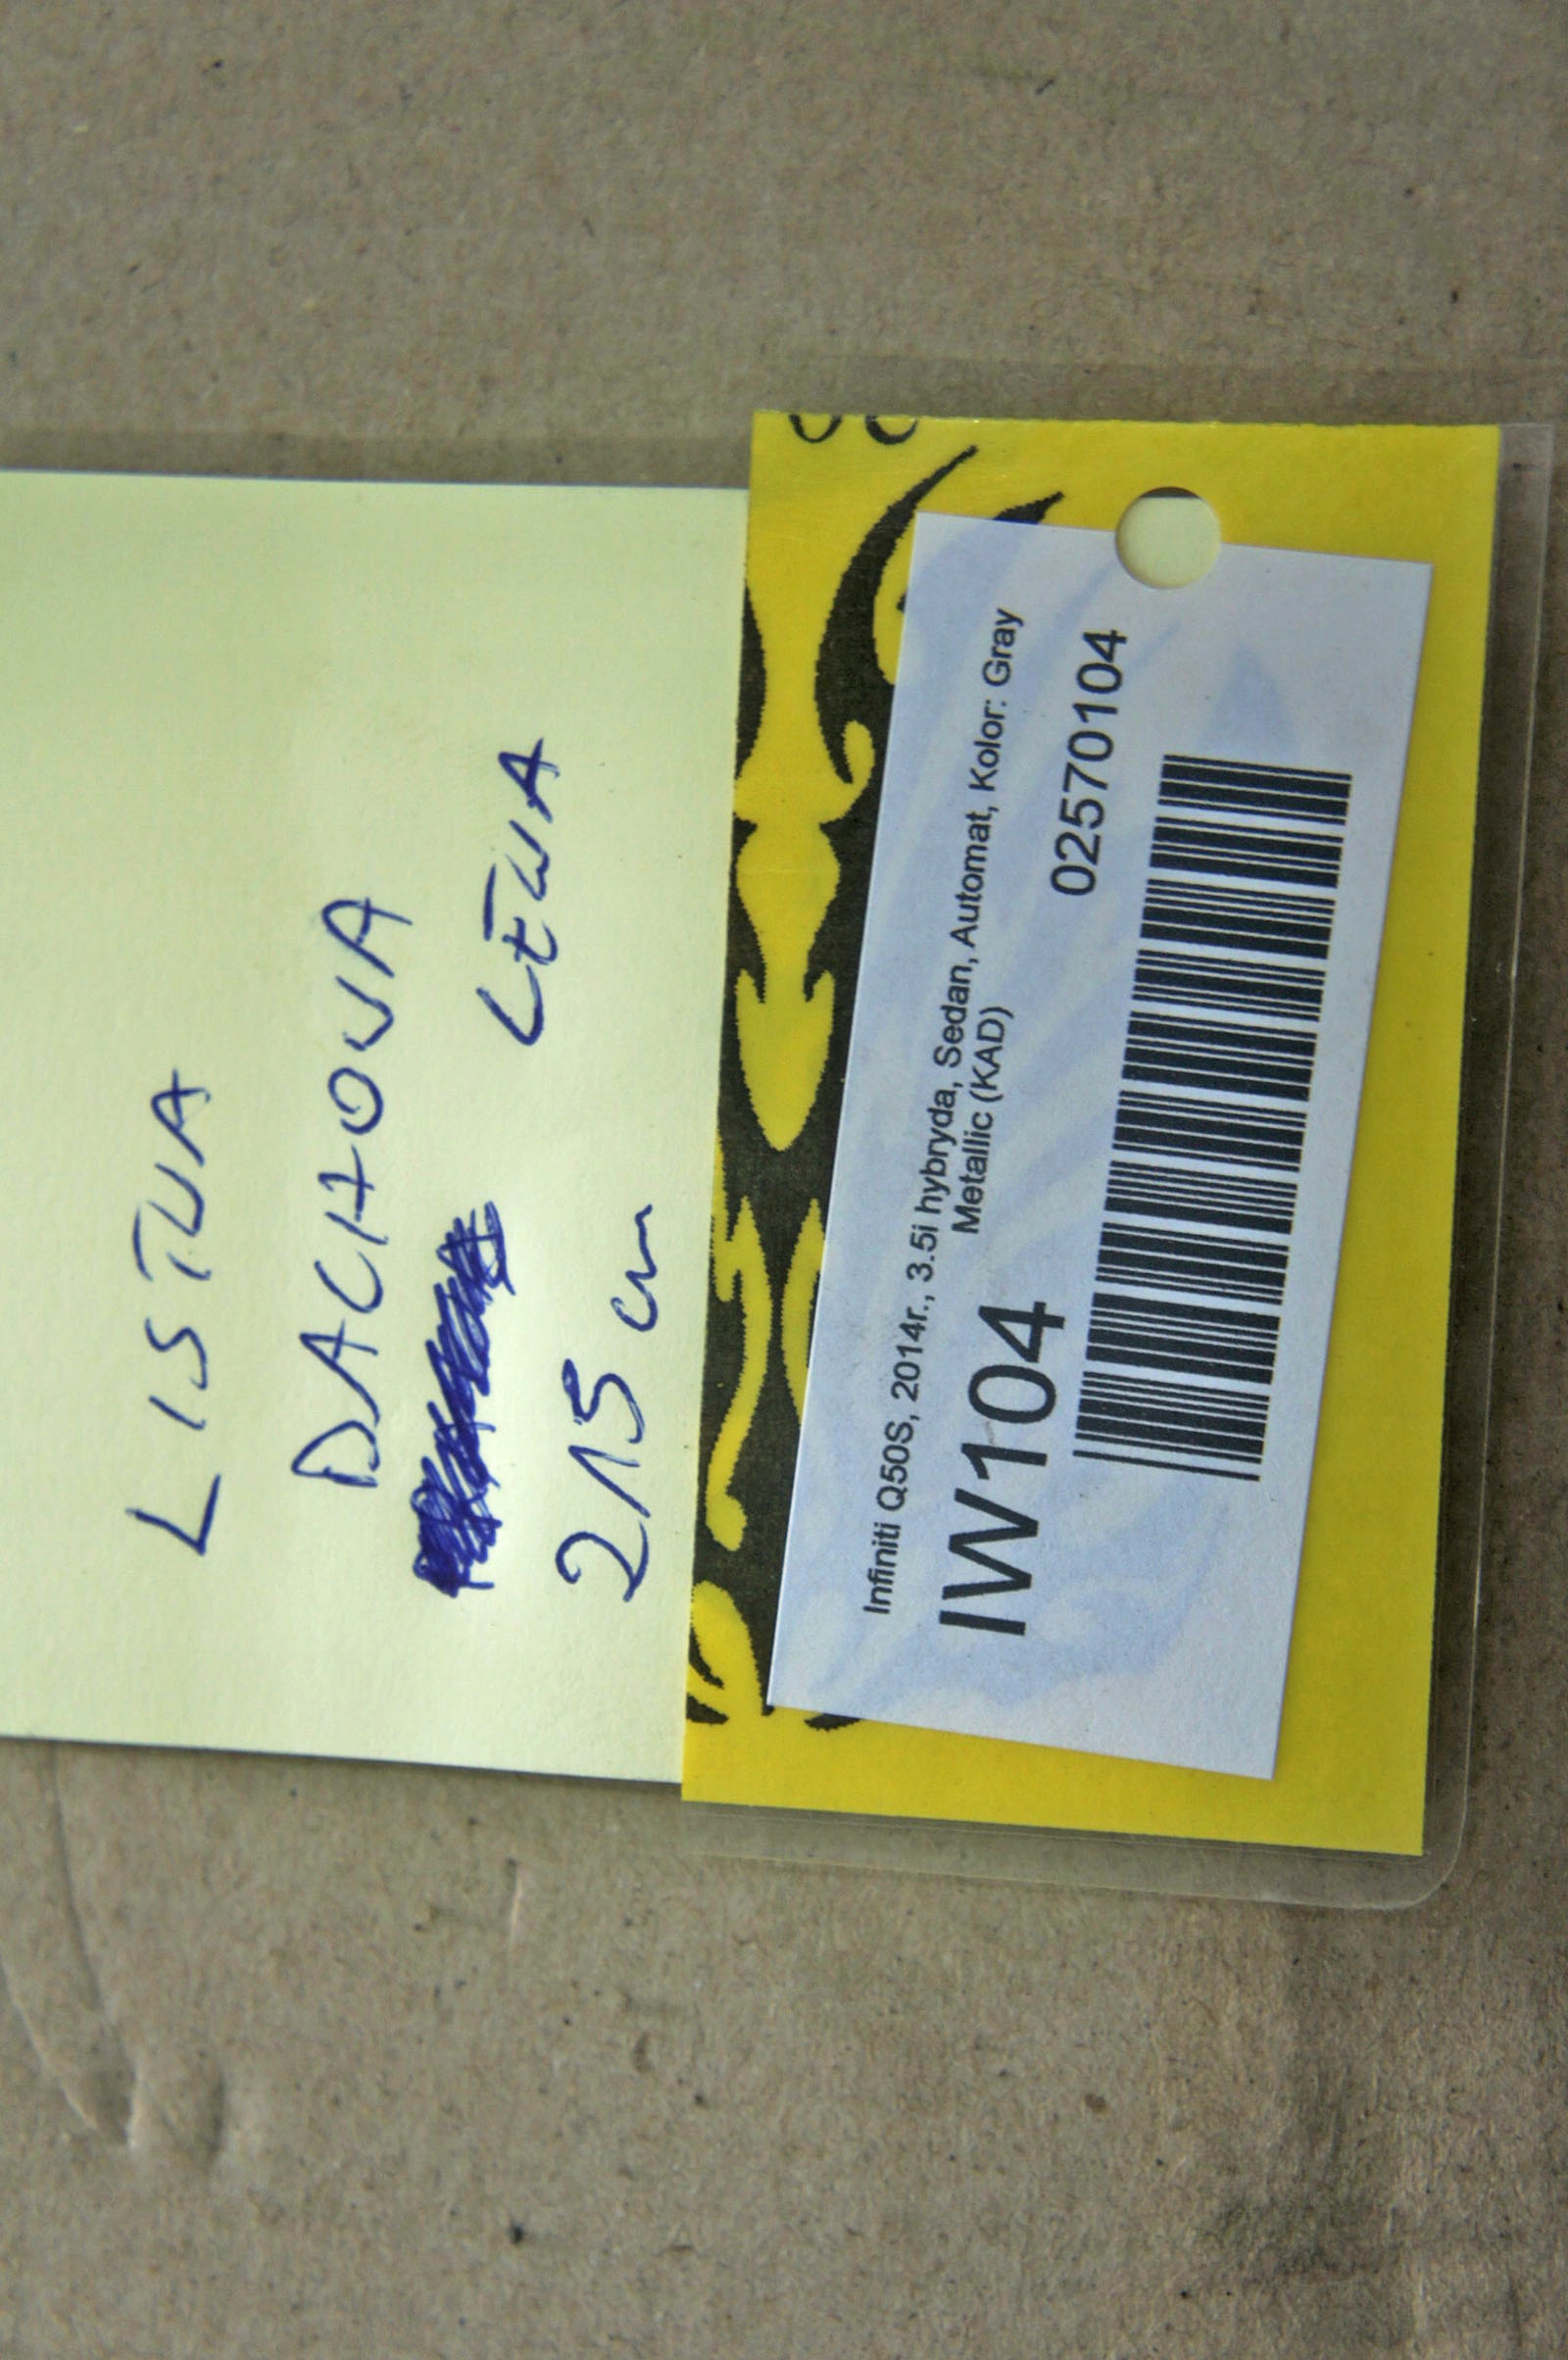 LISTWA
DACHOWA
LEWA
215 cm
Infiniti Q50S, 2014r., 3.5i hybryda, Sedan, Automat, Kolor: Gray
Metallic (KAD)
IW104
02570104